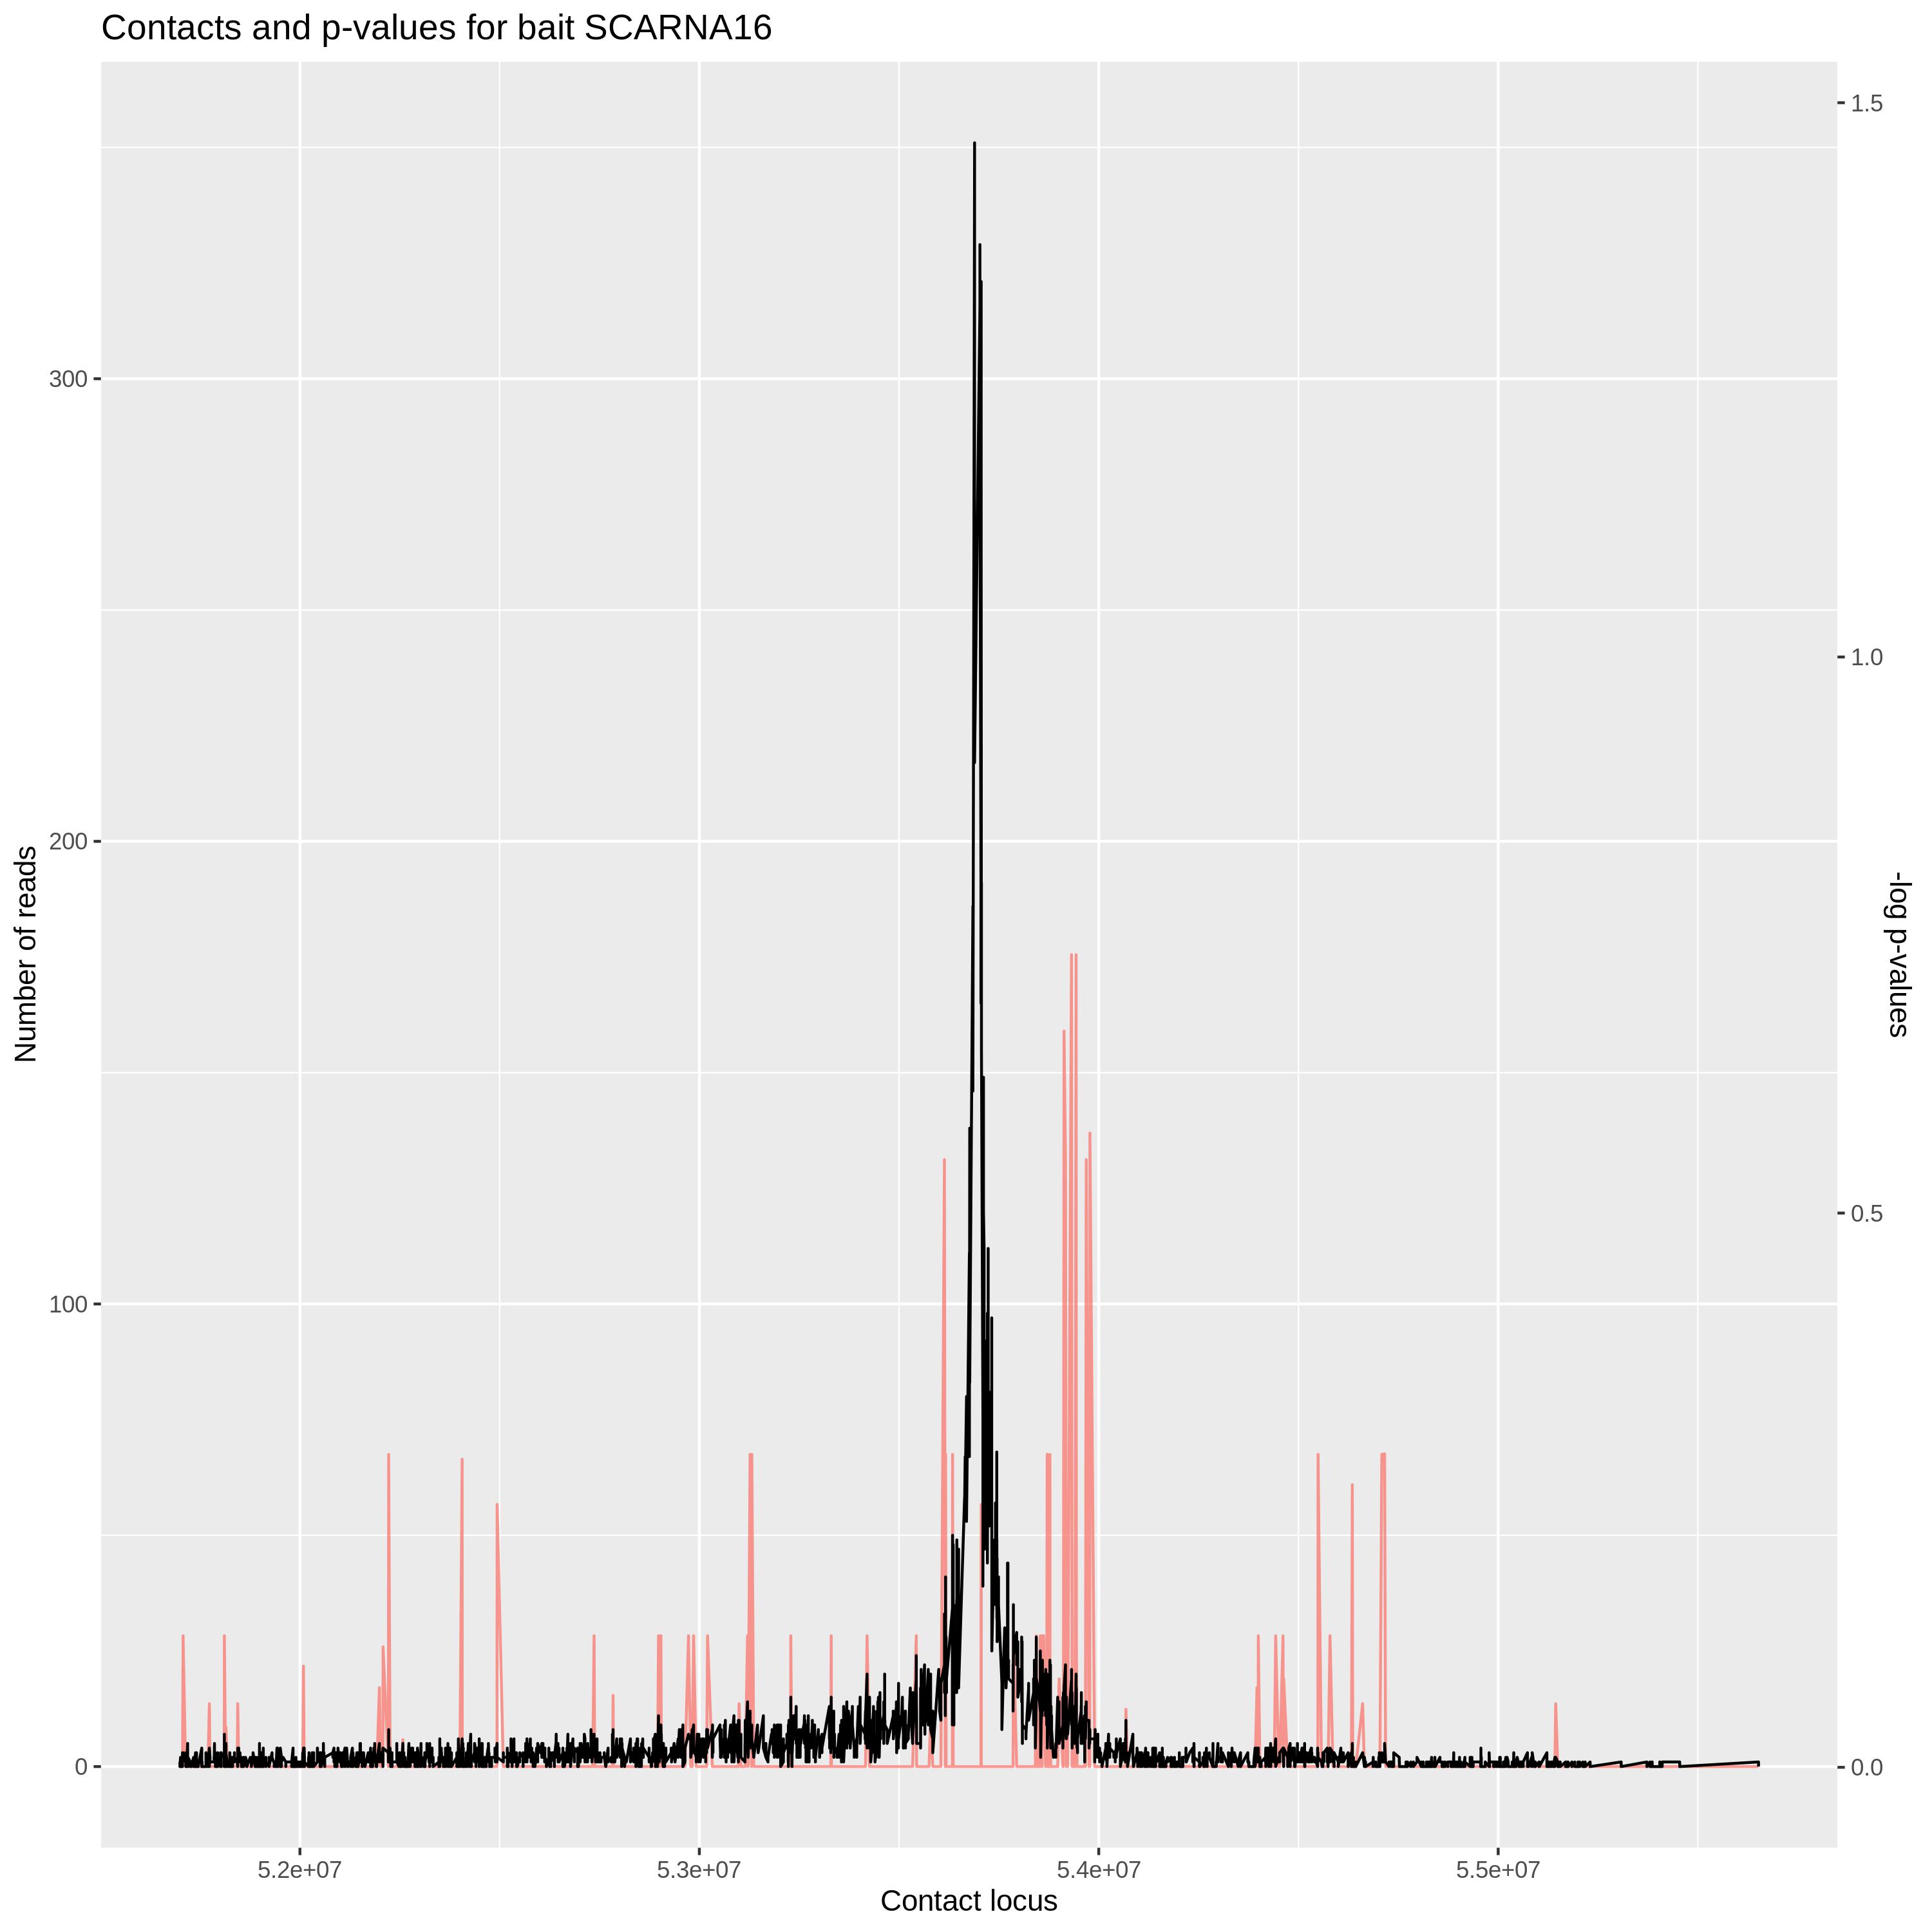 Contacts and p-values for bait SCARNA16
300
200
100
0
Number of reads
1.5
1.0
0.5
0.0
-log p-values
5.2e+07 5.3e+07 5.4e+07 5.5e+07
Contact locus